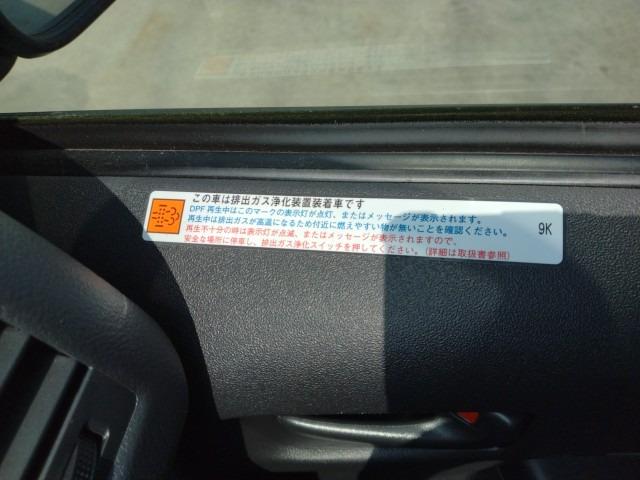 この車は排出ガス浄化装置装着車です
DPF再生中はこのマークの表示灯が点灯、またはメッセージが表示されます。
再生中は排出ガスが高温になるため付近に燃えやすい物が無いことを確認ください。
再生不十分の時は表示灯が点滅、またはメッセージが表示されますので、
安全な場所に停車し、排出ガス浄化スイッチを押してください。(詳細は取扱書参照)
9K